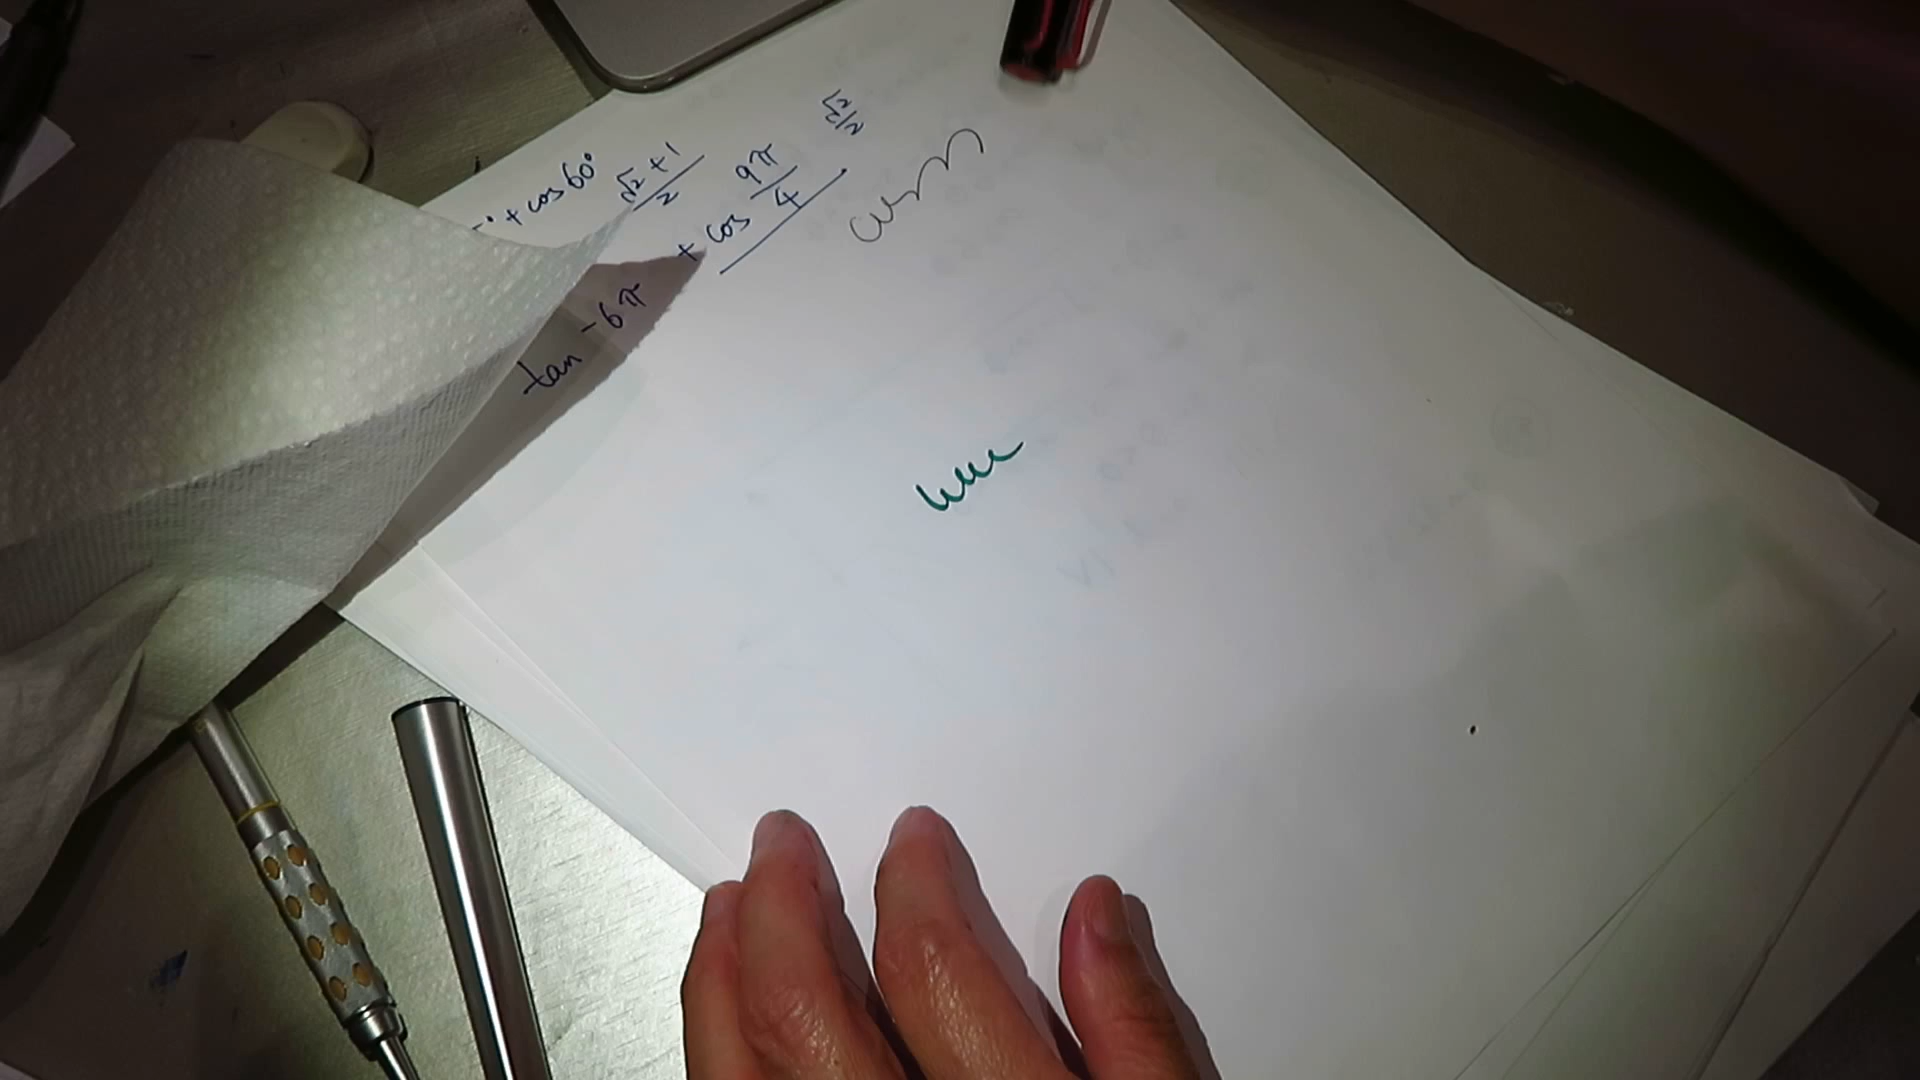 ° + cos 60° (√2 + 1)/2
tan -6π + cos 9π/4 √2/2